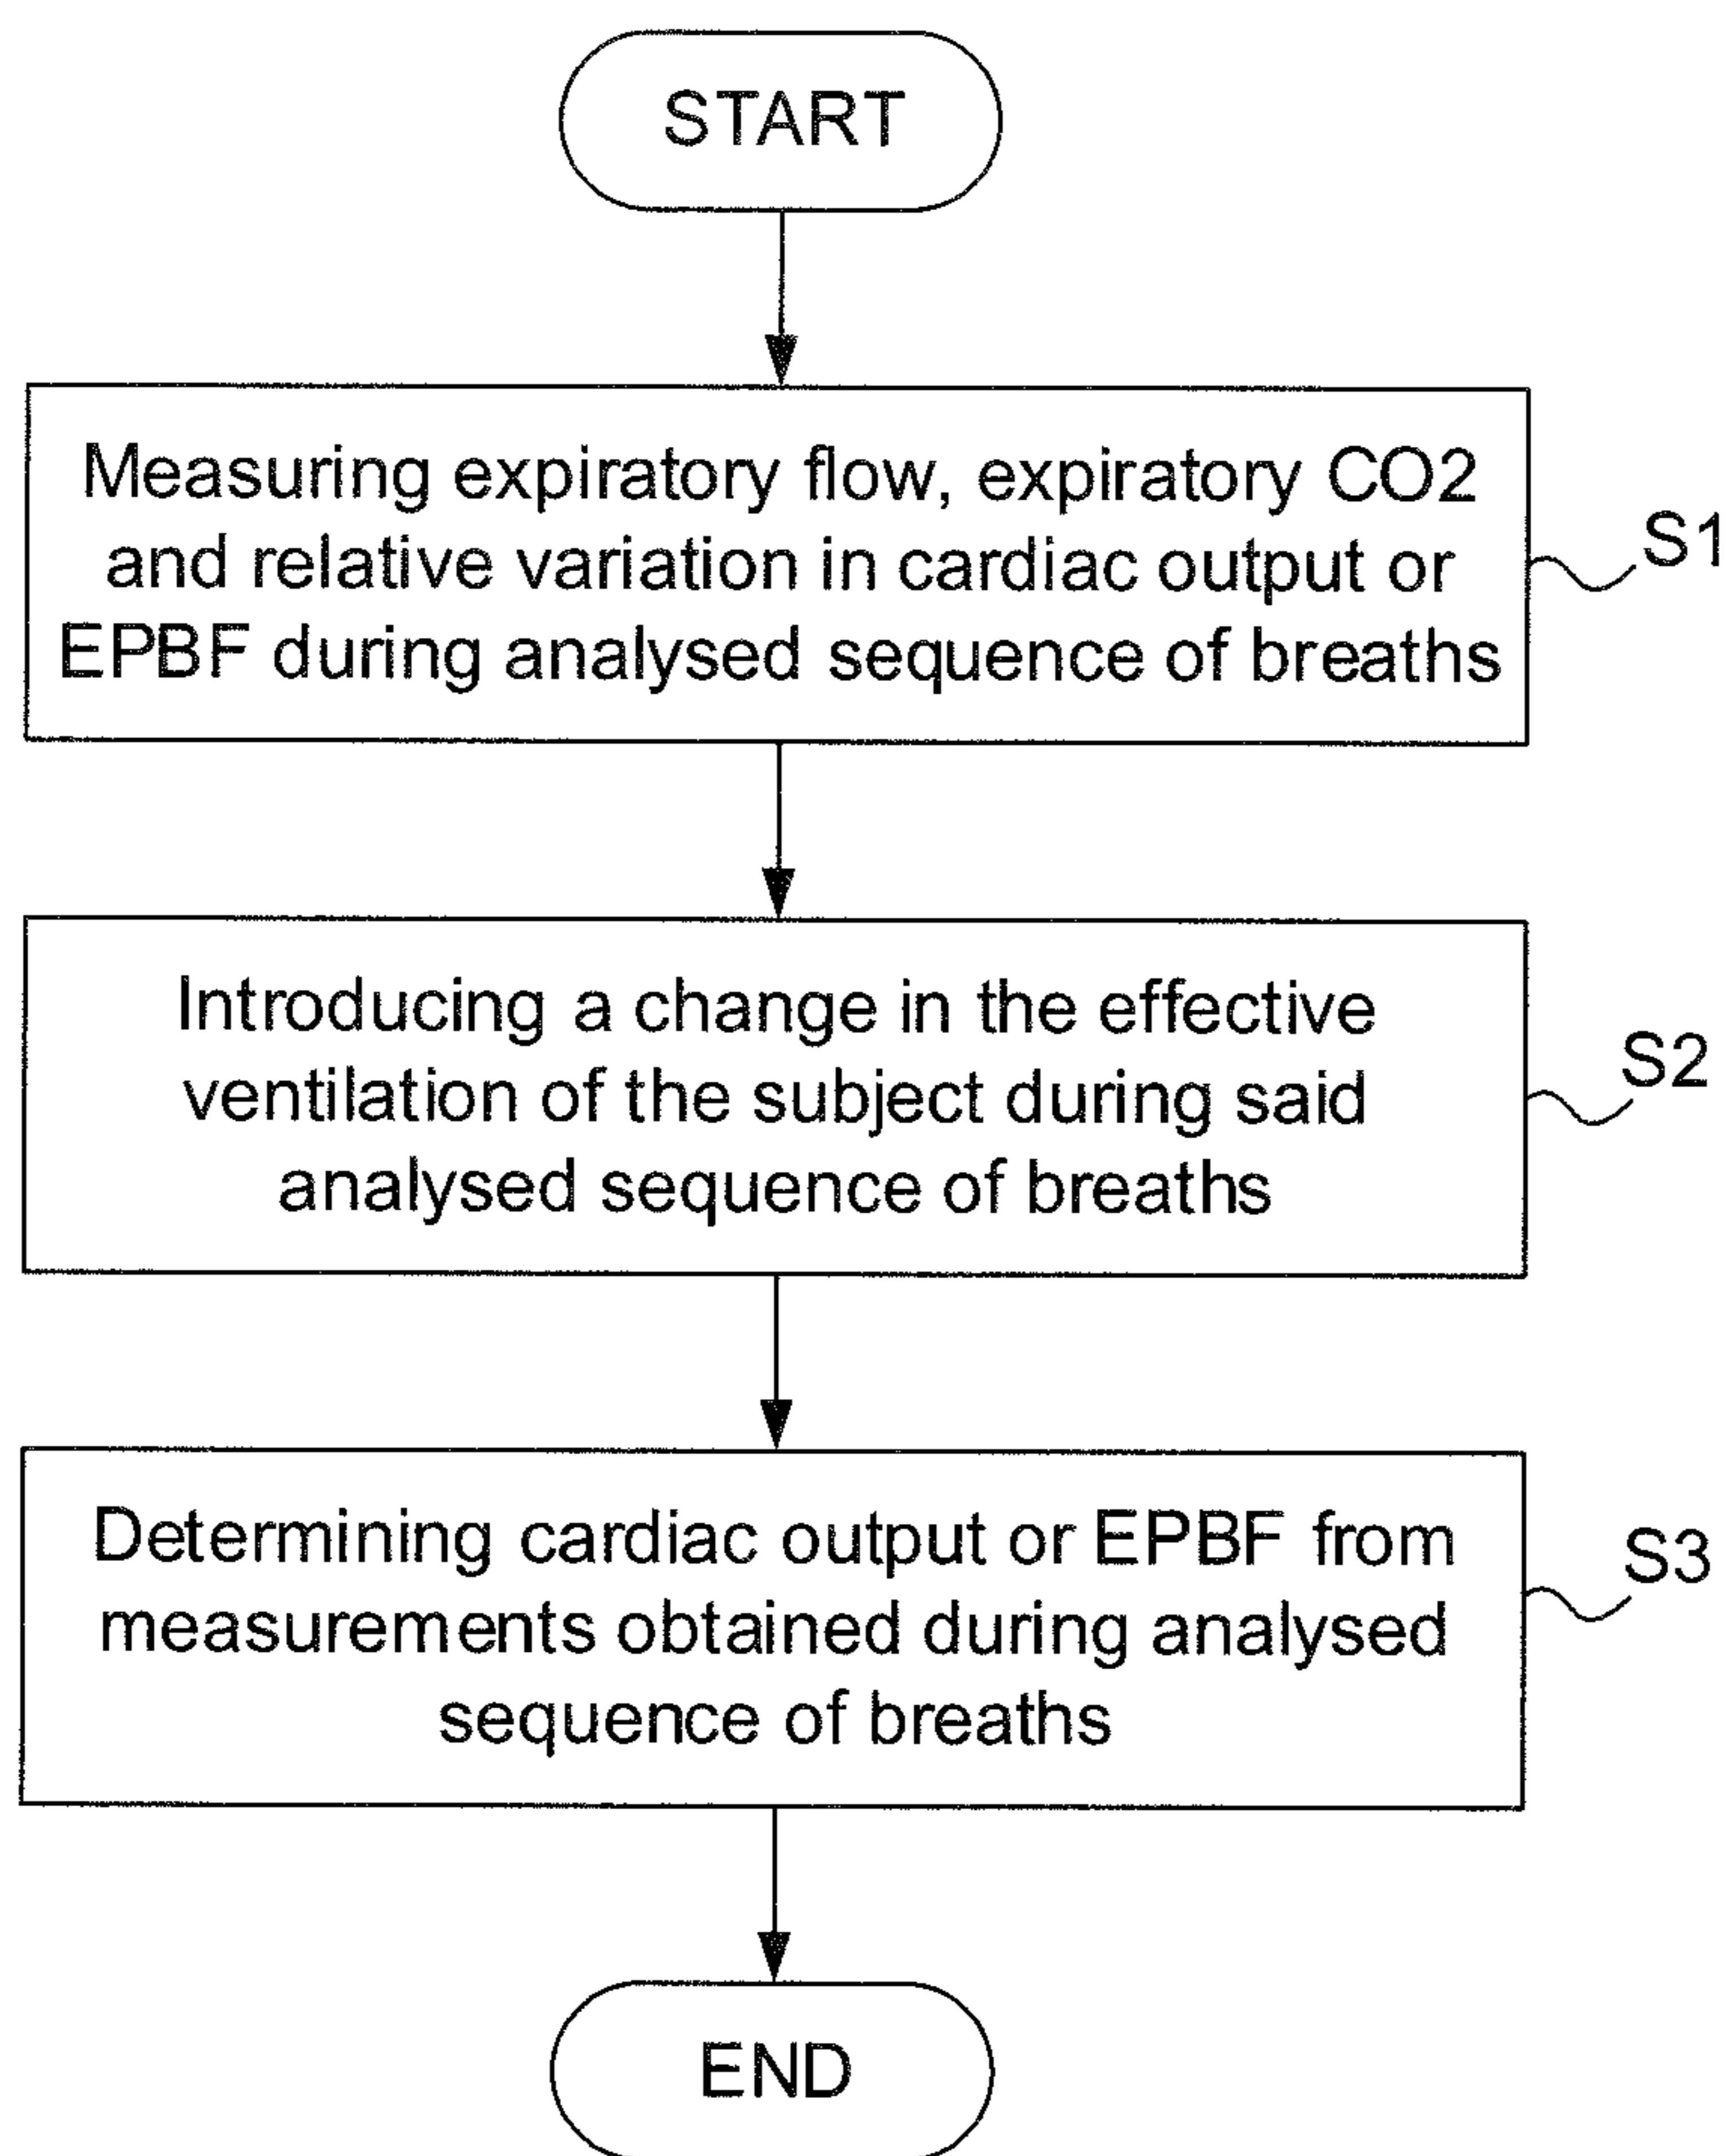 START
Measuring expiratory flow, expiratory CO2
and relative variation in cardiac output or
EPBF during analysed sequence of breaths
S1
Introducing a change in the effective
ventilation of the subject during said
analysed sequence of breaths
S2
Determining cardiac output or EPBF from
measurements obtained during analysed
sequence of breaths
S3
END